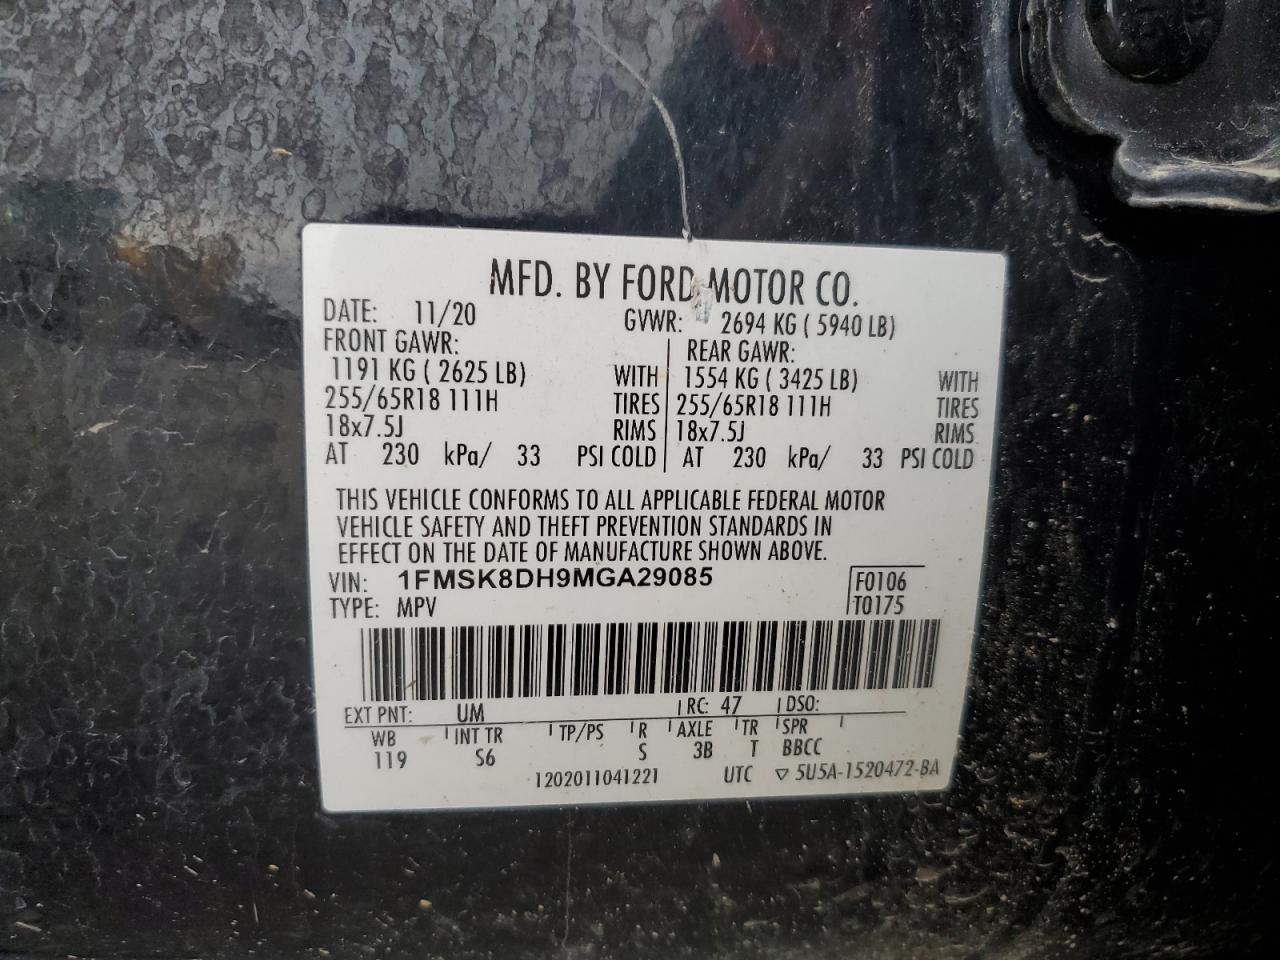 MFD. BY FORD MOTOR CO.
DATE: 11/20 GVWR: 2694 KG ( 5940 LB)
FRONT GAWR: REAR GAWR:
1191 KG ( 2625 LB) WITH 1554 KG ( 3425 LB) WITH
255/65R18 111H TIRES 255/65R18 111H TIRES
18x7.5J RIMS 18x7.5J RIMS
AT 230 kPa/ 33 PSI COLD AT 230 kPa/ 33 PSI COLD
THIS VEHICLE CONFORMS TO ALL APPLICABLE FEDERAL MOTOR
VEHICLE SAFETY AND THEFT PREVENTION STANDARDS IN
EFFECT ON THE DATE OF MANUFACTURE SHOWN ABOVE.
VIN: 1FMSK8DH9MGA29085 F0106
TYPE: MPV T0175
EXT PNT: UM RC: 47 DSO:
WB INT TR TP/PS R AXLE TR SPR
119 S6 S 3B T BBCC
1202011041221 UTC ▽ 5U5A-1520472-BA